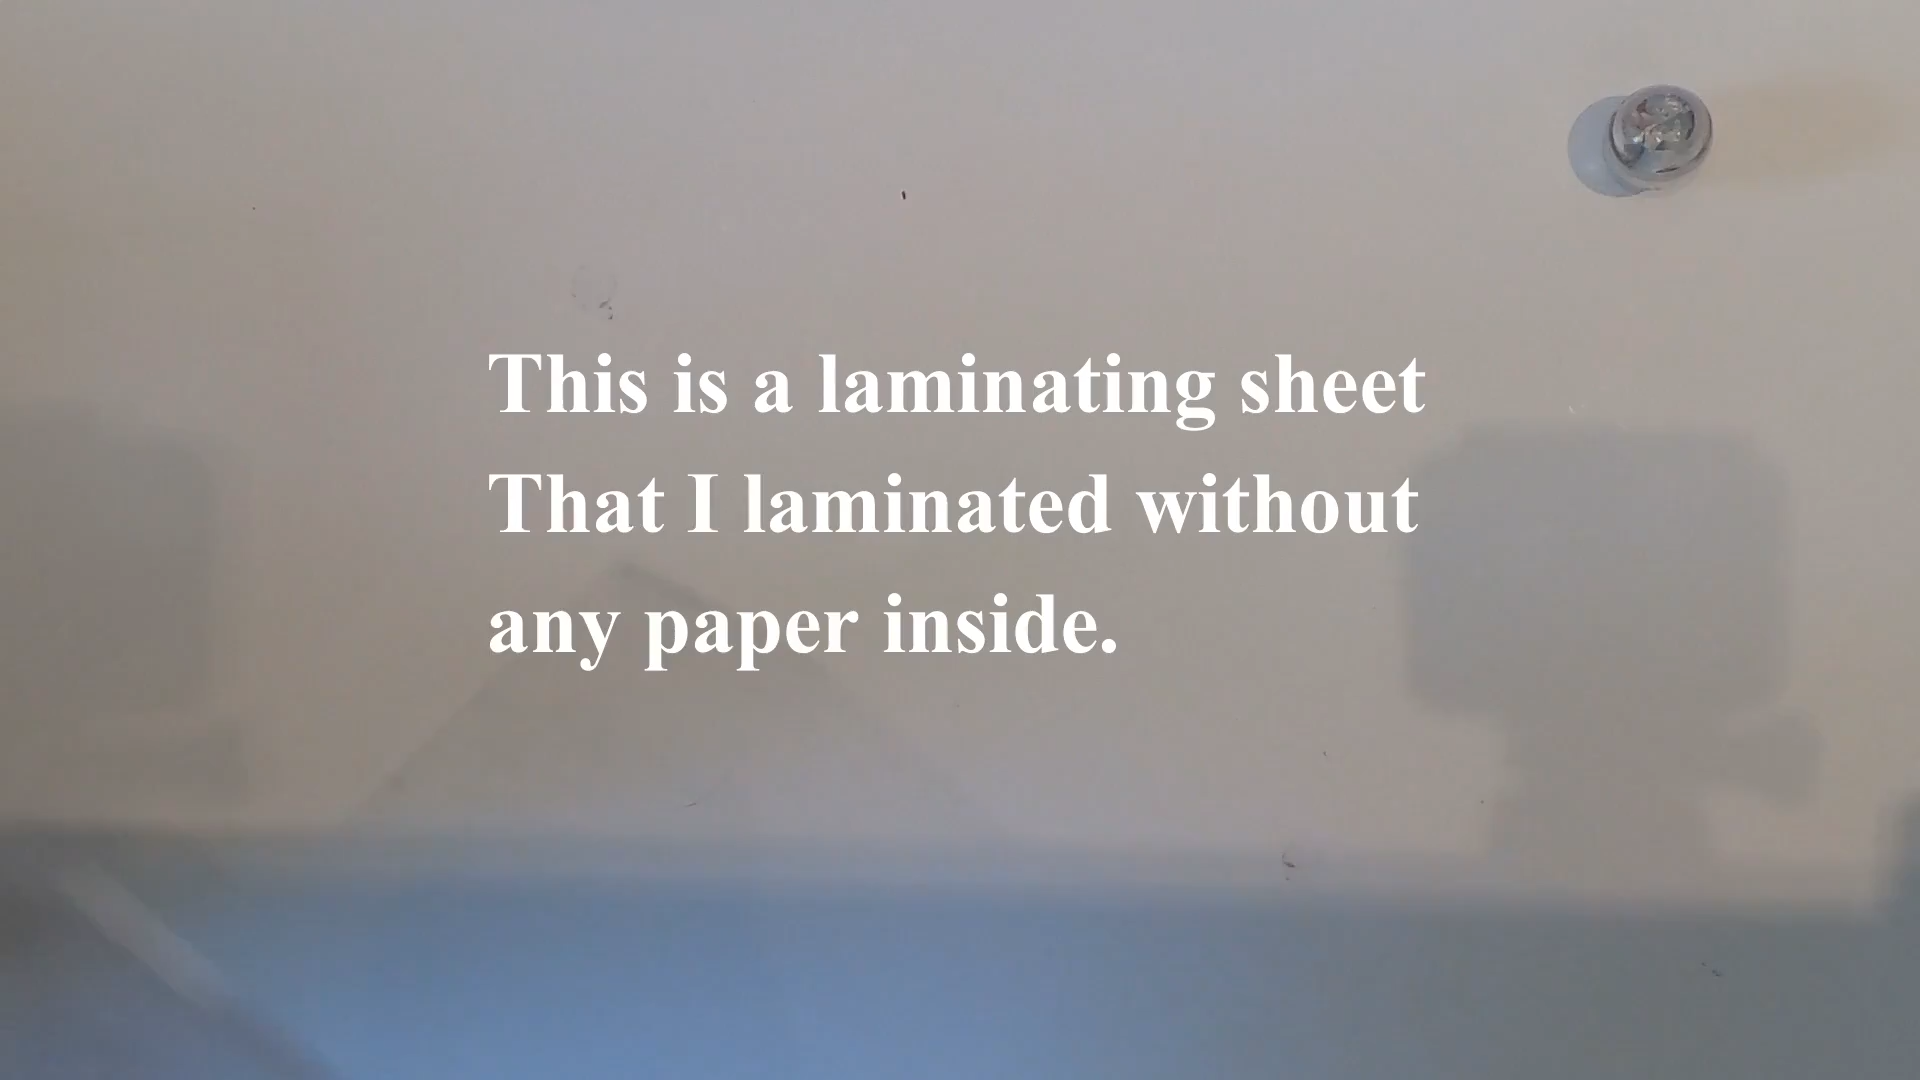 This is a laminating sheet
That I laminated without
any paper inside.